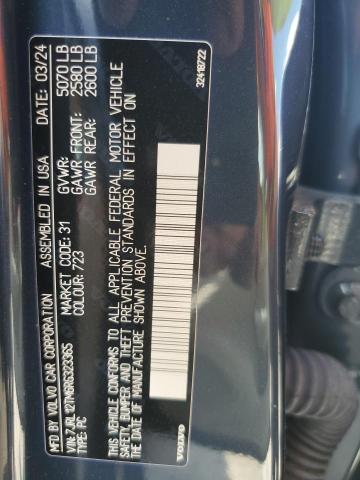 MFD BY VOLVO CAR CORPORATION ASSEMBLED IN USA DATE: 03/24
VIN: 7JRL12TM6RG323365 GVWR: 5070 LB
TYPE: PC MARKET CODE: 31 GAWR FRONT: 2580 LB
COLOUR: 723 GAWR REAR: 2600 LB
THIS VEHICLE CONFORMS TO ALL APPLICABLE FEDERAL MOTOR VEHICLE
SAFETY, BUMPER AND THEFT PREVENTION STANDARDS IN EFFECT ON
THE DATE OF MANUFACTURE SHOWN ABOVE.
VOLVO
32418722